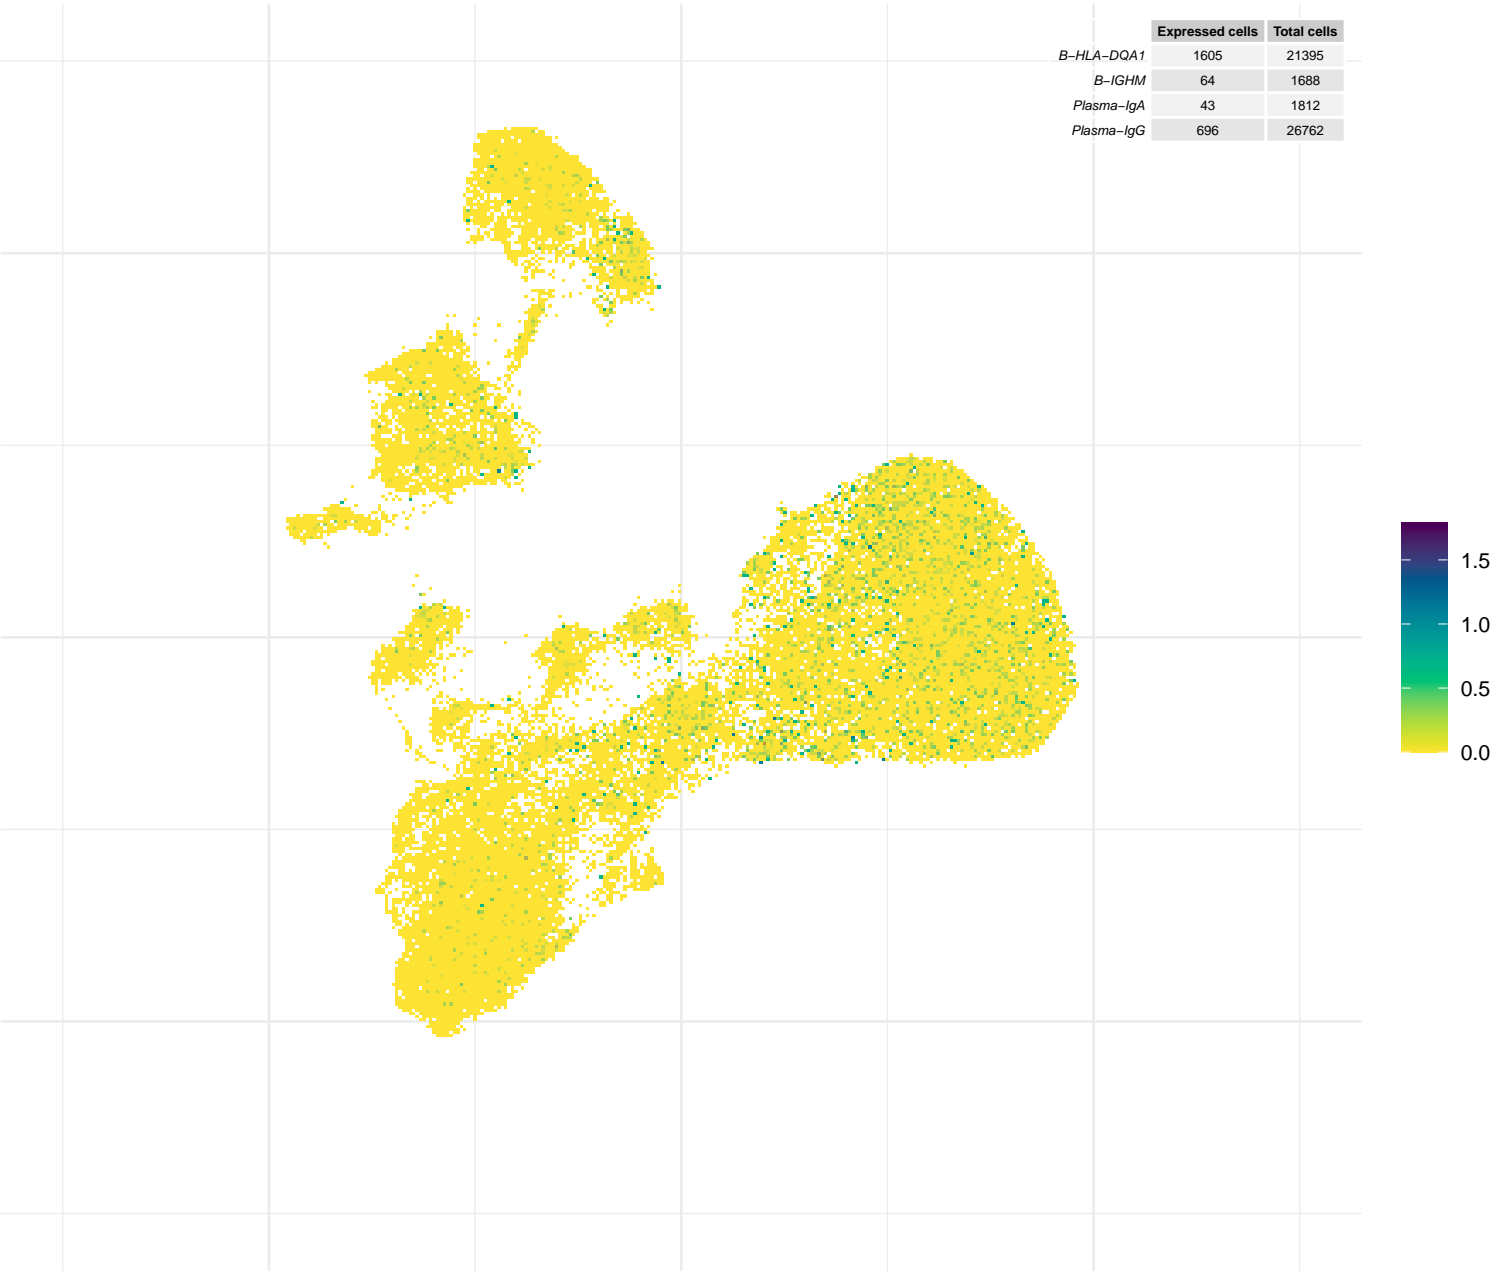 Expressed cells Total cells
B−HLA−DQA1 1605 21395
B−IGHM 64 1688
Plasma−IgA 43 1812
Plasma−IgG 696 26762
1.5
1.0
0.5
0.0